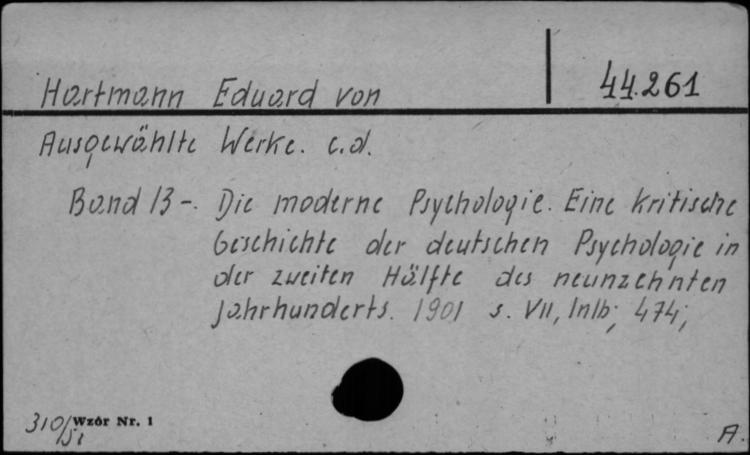 Hartmann Eduard von 44.261
Ausgewählte Werke. c.d.
Band 13-. Die moderne Psychologie. Eine kritische
Geschichte der deutschen Psychologie in
der zweiten Hälfte des neunzehnten
Jahrhunderts. 1901 s. VII, 1nlb; 474;
310/51 Wzór Nr. 1
A.